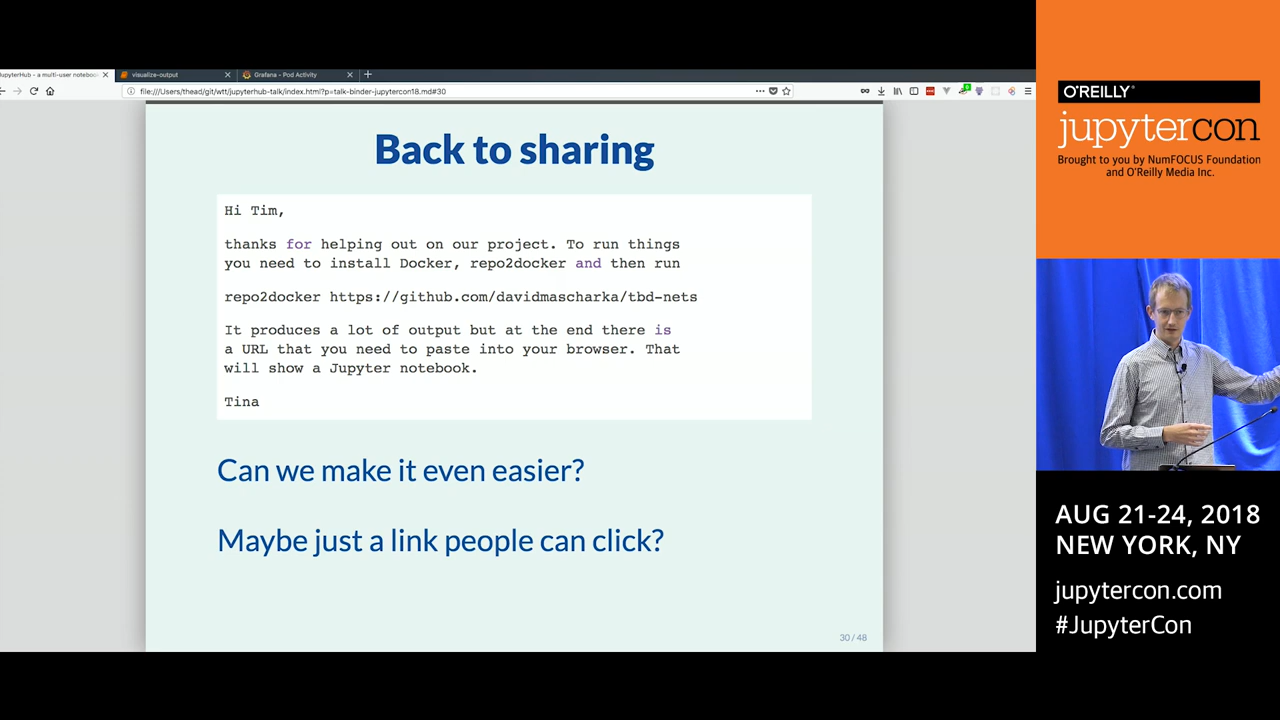 JupyterHub - a multi-user notebook
visualize-output
Grafana - Pod Activity
file:///Users/thead/git/wtt/jupyterhub-talk/index.html?p=talk-binder-jupytercon18.md#30
Back to sharing
Hi Tim,
thanks for helping out on our project. To run things
you need to install Docker, repo2docker and then run
repo2docker https://github.com/davidmascharka/tbd-nets
It produces a lot of output but at the end there is
a URL that you need to paste into your browser. That
will show a Jupyter notebook.
Tina
Can we make it even easier?
Maybe just a link people can click?
30 / 48
O'REILLY®
jupytercon
Brought to you by NumFOCUS Foundation
and O'Reilly Media Inc.
AUG 21-24, 2018
NEW YORK, NY
jupytercon.com
#JupyterCon